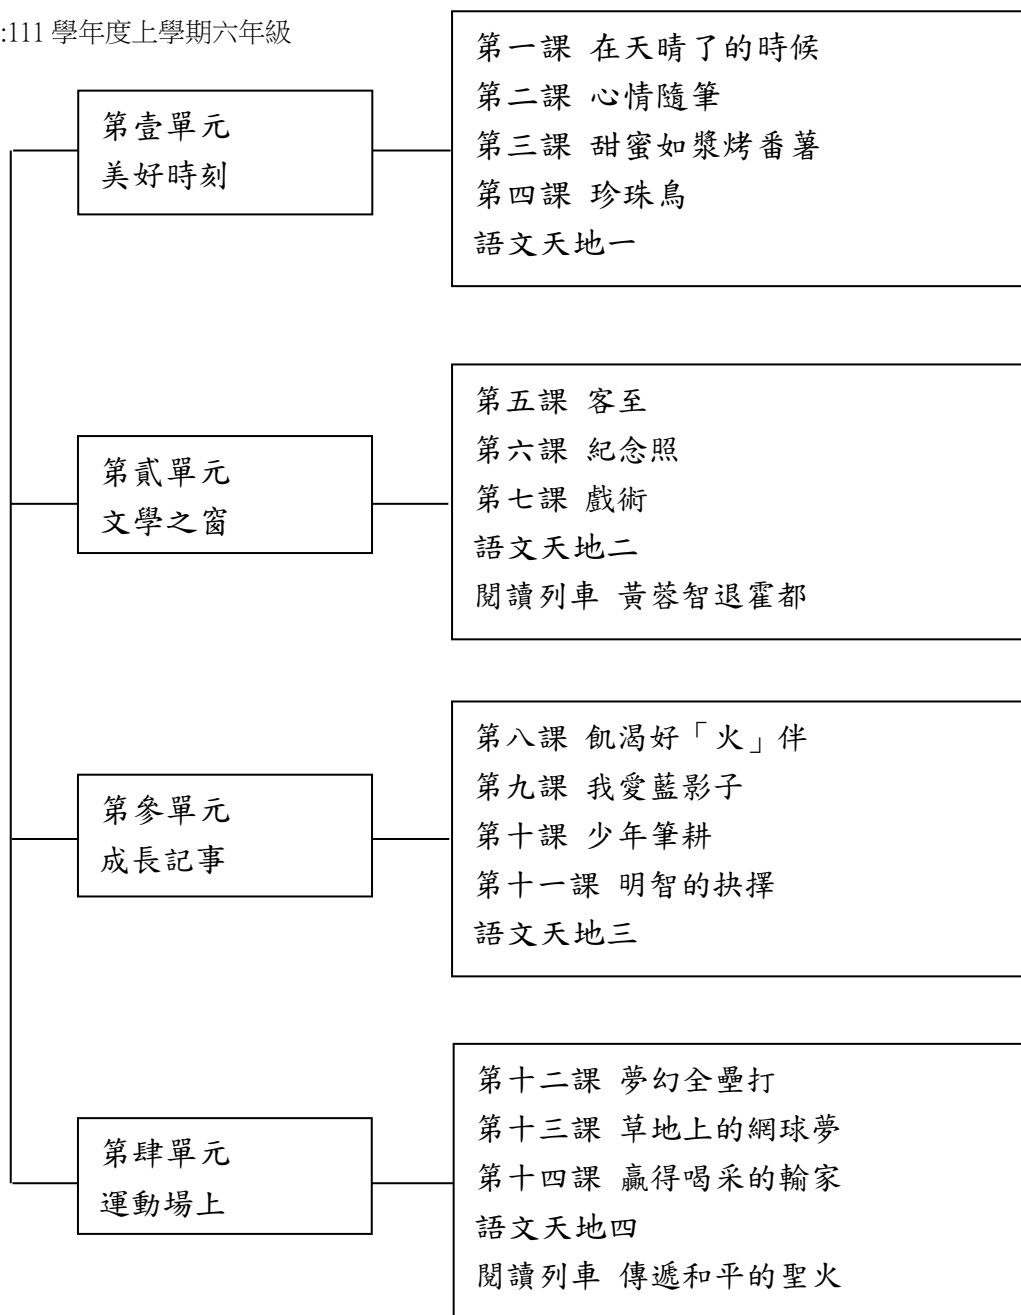 :111 學年度上學期六年級
第壹單元
美好時刻
第一課 在天晴了的時候
第二課 心情隨筆
第三課 甜蜜如漿烤番薯
第四課 珍珠鳥
語文天地一
第貳單元
文學之窗
第五課 客至
第六課 紀念照
第七課 戲術
語文天地二
閱讀列車 黃蓉智退霍都
第參單元
成長記事
第八課 飢渴好「火」伴
第九課 我愛藍影子
第十課 少年筆耕
第十一課 明智的抉擇
語文天地三
第肆單元
運動場上
第十二課 夢幻全壘打
第十三課 草地上的網球夢
第十四課 贏得喝采的輸家
語文天地四
閱讀列車 傳遞和平的聖火